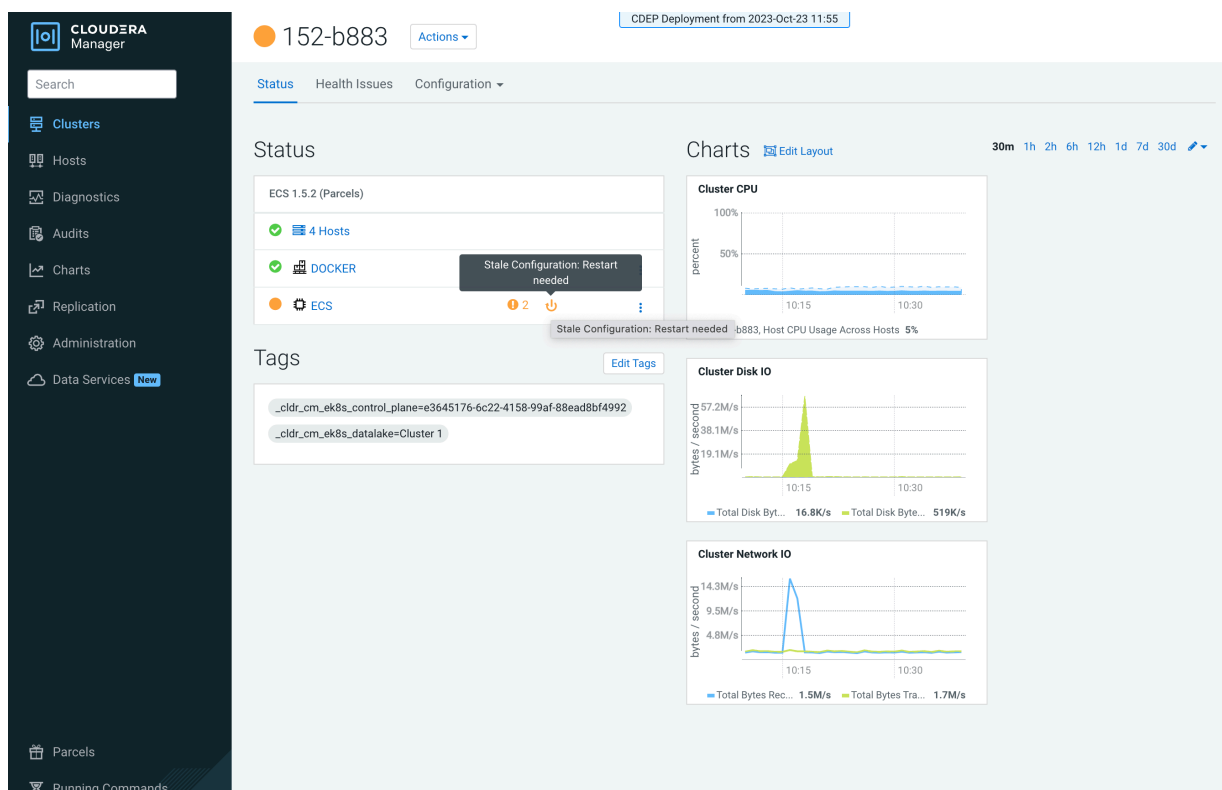 CLOUDERA
Manager
Search
Clusters
Hosts
Diagnostics
Audits
Charts
Replication
Administration
Data Services New
Parcels
Running Commands
CDEP Deployment from 2023-Oct-23 11:55
152-b883
Actions
Status
Health Issues
Configuration
Status
ECS 1.5.2 (Parcels)
4 Hosts
DOCKER
Stale Configuration: Restart
needed
ECS
2
Stale Configuration: Restart needed
Tags
Edit Tags
_cldr_cm_ek8s_control_plane=e3645176-6c22-4158-99af-88ead8bf4992
_cldr_cm_ek8s_datalake=Cluster 1
Charts
Edit Layout
30m 1h 2h 6h 12h 1d 7d 30d
Cluster CPU
percent
100%
50%
10:15
10:30
b883, Host CPU Usage Across Hosts 5%
Cluster Disk IO
bytes / second
57.2M/s
38.1M/s
19.1M/s
10:15
10:30
Total Disk Byt... 16.8K/s
Total Disk Byte... 519K/s
Cluster Network IO
bytes / second
14.3M/s
9.5M/s
4.8M/s
10:15
10:30
Total Bytes Rec... 1.5M/s
Total Bytes Tra... 1.7M/s